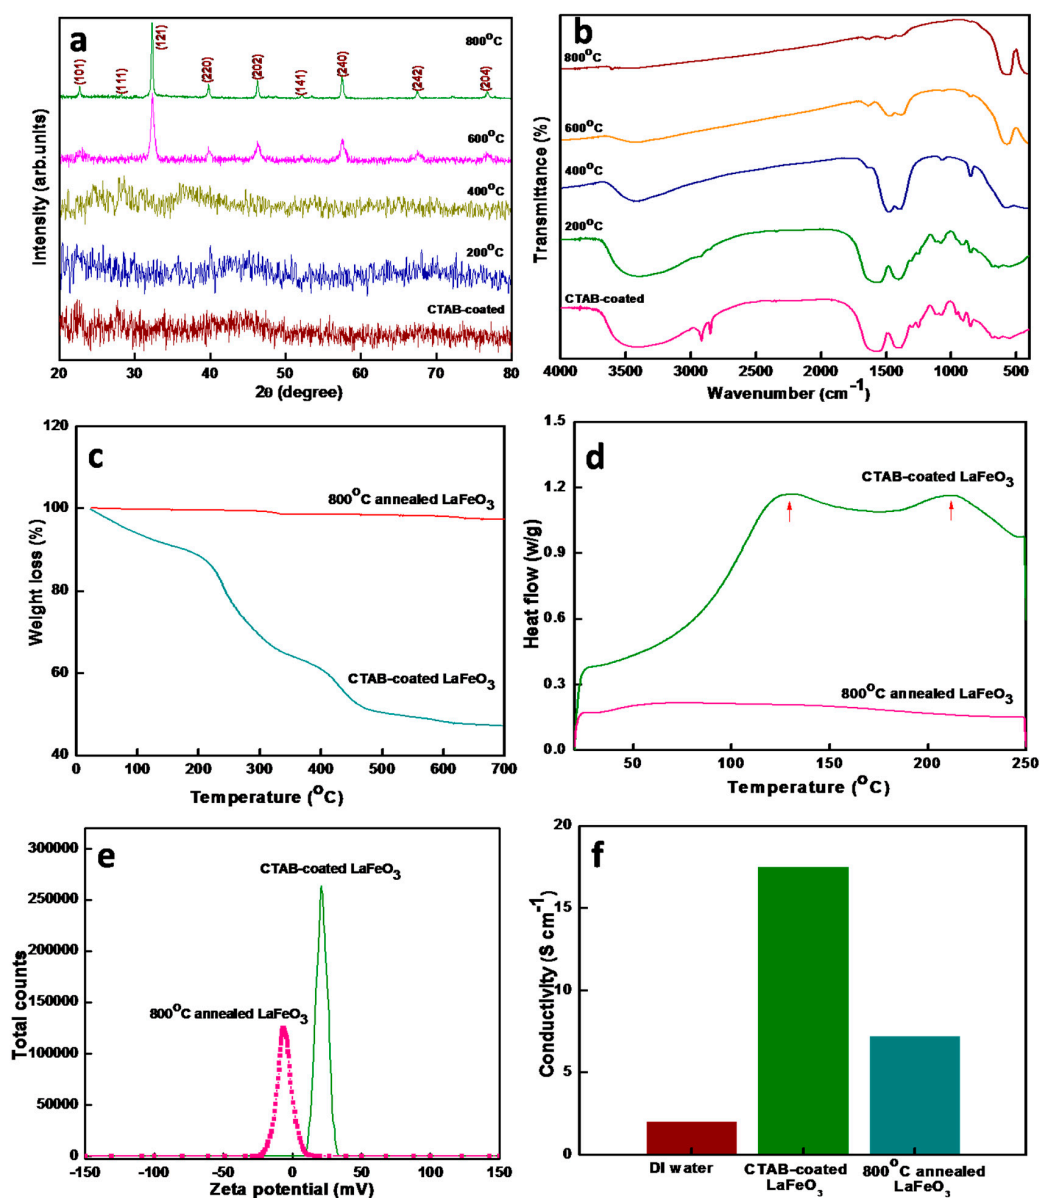 a
800°C
(101)
(111)
(121)
(220)
(202)
(141)
(240)
(242)
(204)
600°C
400°C
200°C
CTAB-coated
Intensity (arb.units)
20 30 40 50 60 70 80
2θ (degree)
b
800°C
600°C
400°C
200°C
CTAB-coated
Transmittance (%)
4000 3500 3000 2500 2000 1500 1000 500
Wavenumber (cm⁻¹)
c
120
100
80
60
40
Weight loss (%)
800°C annealed LaFeO₃
CTAB-coated LaFeO₃
0 100 200 300 400 500 600 700
Temperature (°C)
d
1.5
1.2
0.9
0.6
0.3
0.0
Heat flow (w/g)
CTAB-coated LaFeO₃
800°C annealed LaFeO₃
50 100 150 200 250
Temperature (°C)
e
300000
250000
200000
150000
100000
50000
0
Total counts
CTAB-coated LaFeO₃
800°C annealed LaFeO₃
-150 -100 -50 0 50 100 150
Zeta potential (mV)
f
20
15
10
5
0
Conductivity (S cm⁻¹)
DI water
CTAB-coated
LaFeO₃
800°C annealed
LaFeO₃